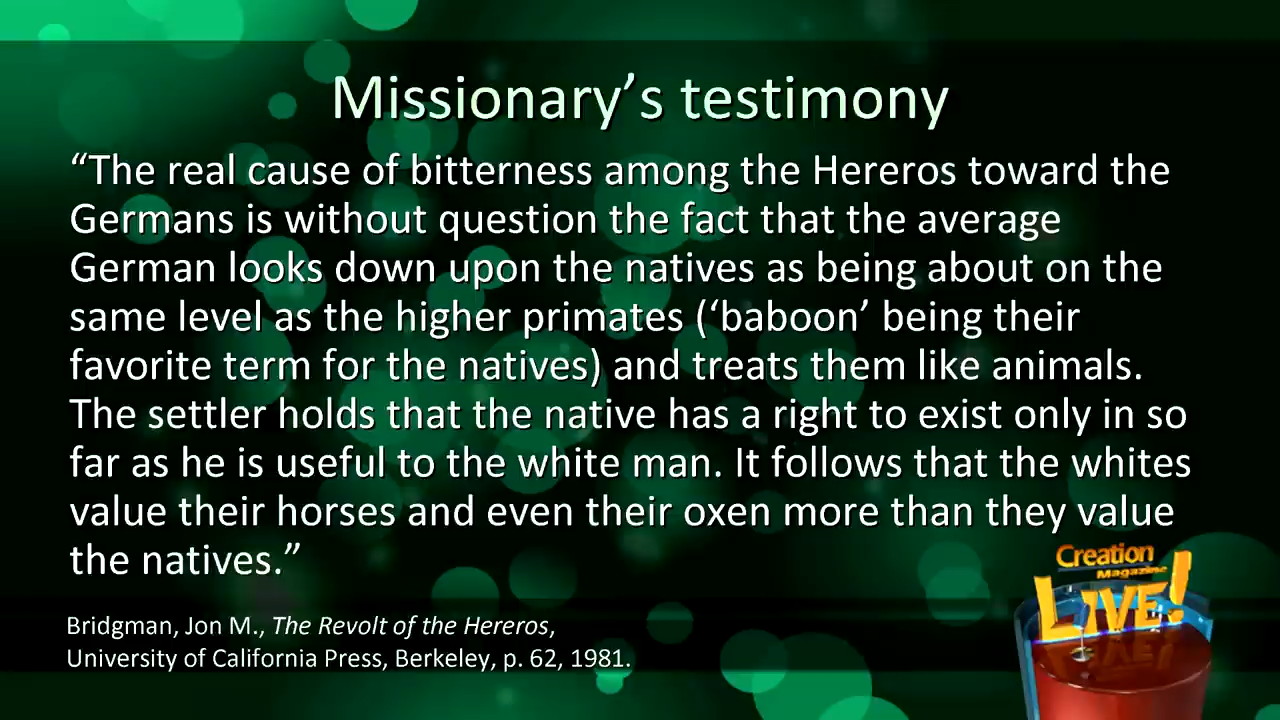 Missionary’s testimony
“The real cause of bitterness among the Hereros toward the
Germans is without question the fact that the average
German looks down upon the natives as being about on the
same level as the higher primates (‘baboon’ being their
favorite term for the natives) and treats them like animals.
The settler holds that the native has a right to exist only in so
far as he is useful to the white man. It follows that the whites
value their horses and even their oxen more than they value
the natives.”
Bridgman, Jon M., The Revolt of the Hereros,
University of California Press, Berkeley, p. 62, 1981.
Creation
Magazine
LIVE!